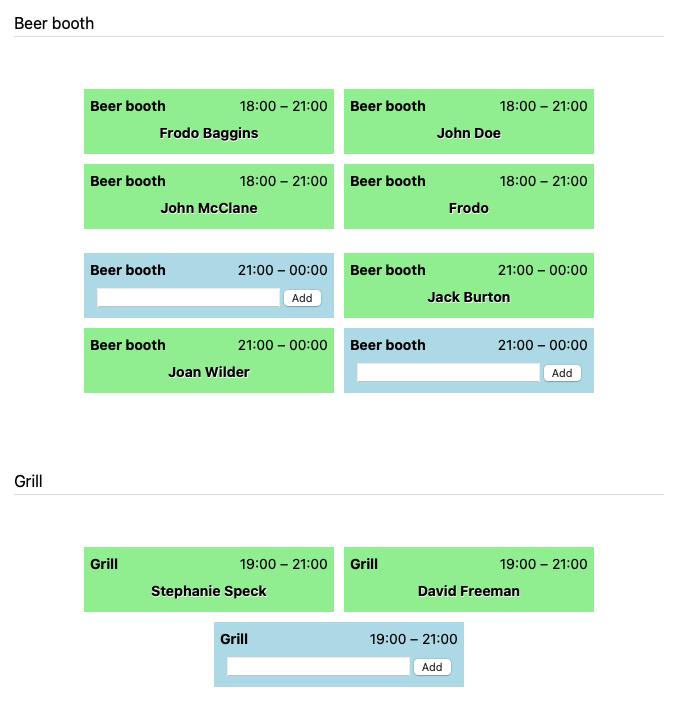 Beer booth
Beer booth 18:00 – 21:00
Frodo Baggins
Beer booth 18:00 – 21:00
John Doe
Beer booth 18:00 – 21:00
John McClane
Beer booth 18:00 – 21:00
Frodo
Beer booth 21:00 – 00:00
Add
Beer booth 21:00 – 00:00
Jack Burton
Beer booth 21:00 – 00:00
Joan Wilder
Beer booth 21:00 – 00:00
Add
Grill
Grill 19:00 – 21:00
Stephanie Speck
Grill 19:00 – 21:00
David Freeman
Grill 19:00 – 21:00
Add